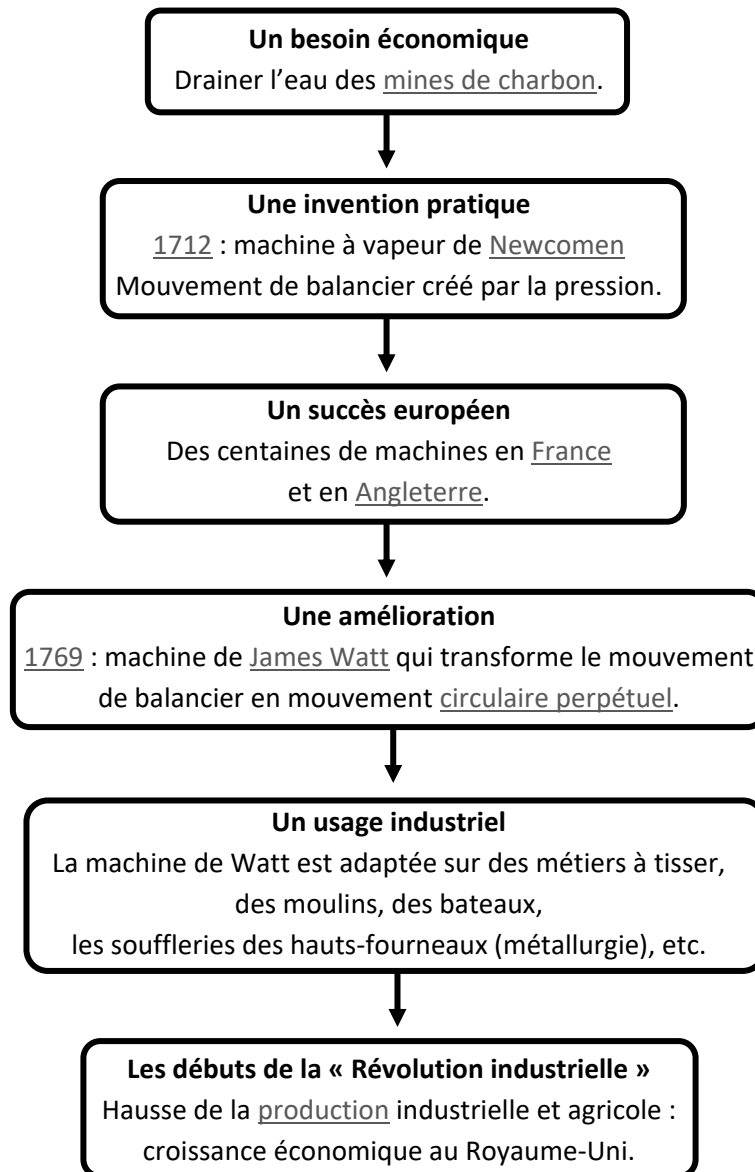 Un besoin économique
Drainer l’eau des mines de charbon.
Une invention pratique
1712 : machine à vapeur de Newcomen
Mouvement de balancier créé par la pression.
Un succès européen
Des centaines de machines en France
et en Angleterre.
Une amélioration
1769 : machine de James Watt qui transforme le mouvement
de balancier en mouvement circulaire perpétuel.
Un usage industriel
La machine de Watt est adaptée sur des métiers à tisser,
des moulins, des bateaux,
les souffleries des hauts-fourneaux (métallurgie), etc.
Les débuts de la « Révolution industrielle »
Hausse de la production industrielle et agricole :
croissance économique au Royaume-Uni.